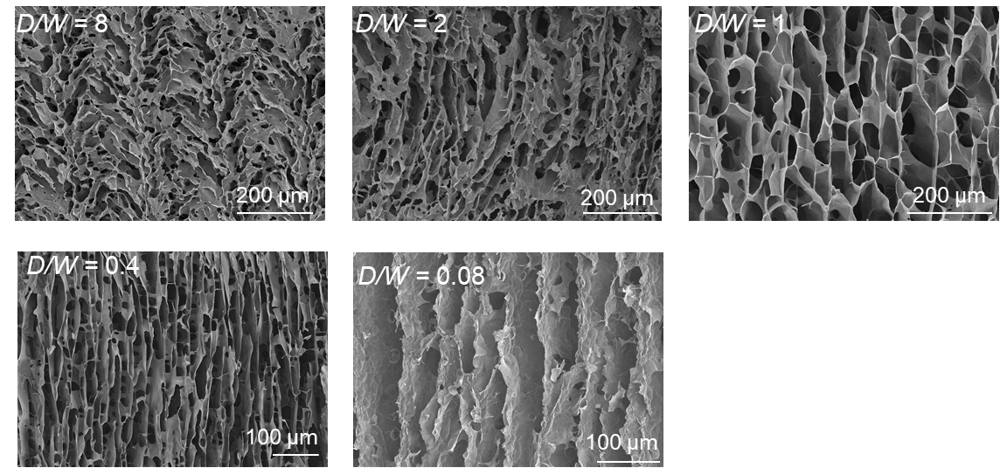 D/W = 8
200 µm
D/W = 2
200 µm
D/W = 1
200 µm
D/W = 0.4
100 µm
D/W = 0.08
100 µm